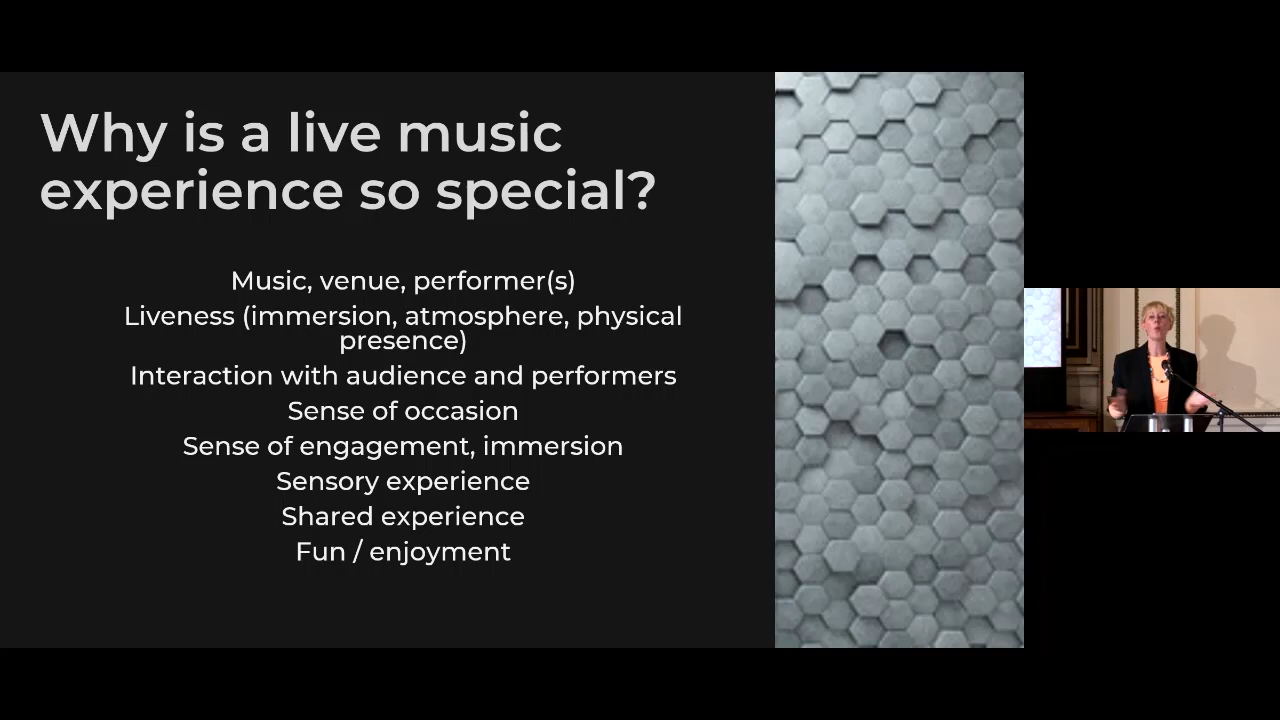 Why is a live music
experience so special?
Music, venue, performer(s)
Liveness (immersion, atmosphere, physical
presence)
Interaction with audience and performers
Sense of occasion
Sense of engagement, immersion
Sensory experience
Shared experience
Fun / enjoyment